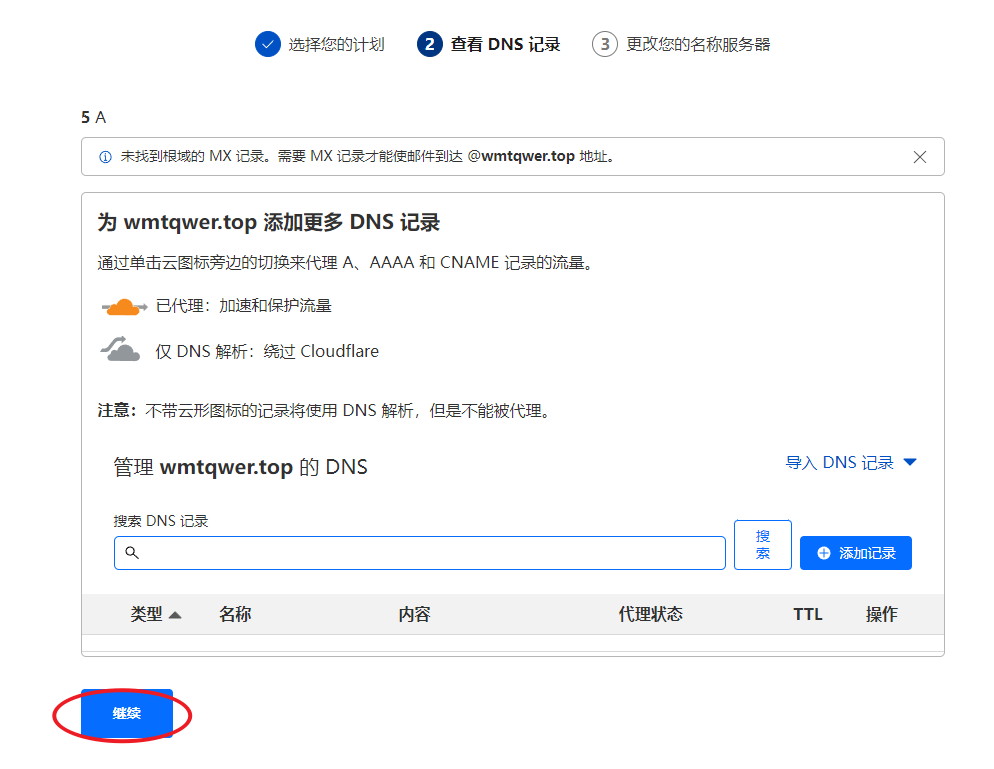 选择您的计划 2 查看 DNS 记录 3 更改您的名称服务器
5 A
未找到根域的 MX 记录。需要 MX 记录才能使邮件到达 @wmtqwer.top 地址。
为 wmtqwer.top 添加更多 DNS 记录
通过单击云图标旁边的切换来代理 A、AAAA 和 CNAME 记录的流量。
已代理：加速和保护流量
仅 DNS 解析：绕过 Cloudflare
注意：不带云形图标的记录将使用 DNS 解析，但是不能被代理。
管理 wmtqwer.top 的 DNS 导入 DNS 记录
搜索 DNS 记录
搜
索
添加记录
类型 名称 内容 代理状态 TTL 操作
继续